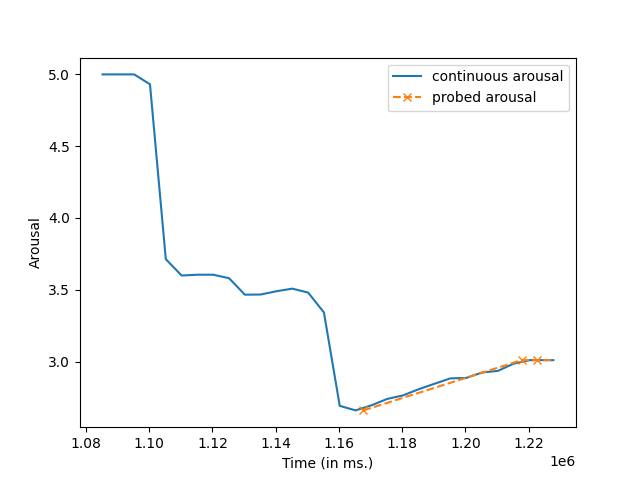 continuous arousal
probed arousal
5.0
4.5
4.0
3.5
3.0
Arousal
1.08
1.10
1.12
1.14
1.16
1.18
1.20
1.22
1e6
Time (in ms.)